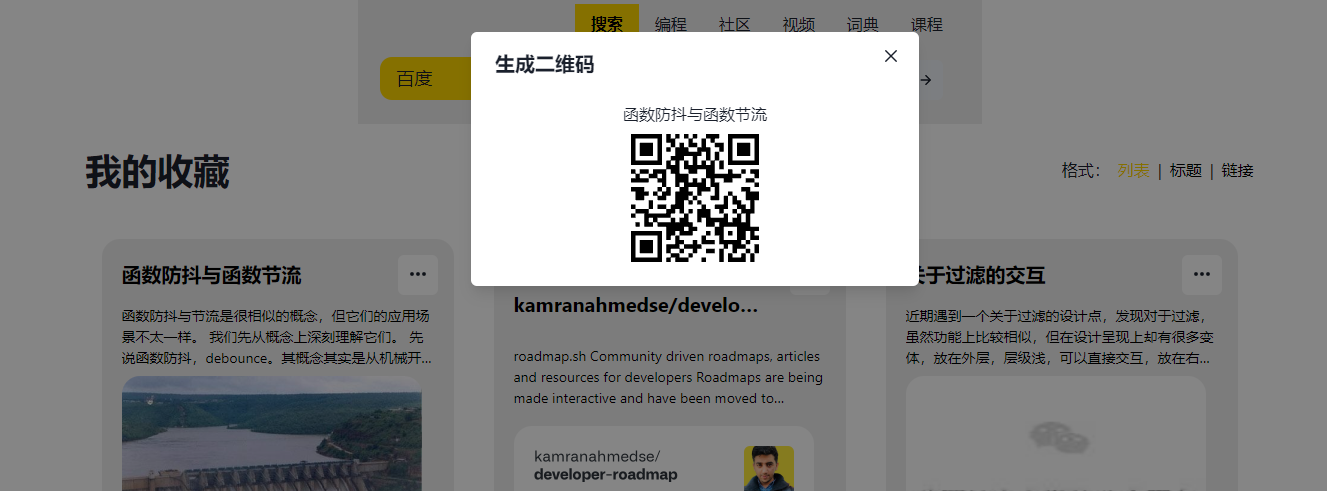 搜索 编程 社区 视频 词典 课程
生成二维码
百度
函数防抖与函数节流
我的收藏
格式： 列表 | 标题 | 链接
函数防抖与函数节流
函数防抖与节流是很相似的概念，但它们的应用场
景不太一样。 我们先从概念上深刻理解它们。 先
说函数防抖，debounce。其概念其实是从机械开...
kamranahmedse/develo...
roadmap.sh Community driven roadmaps, articles
and resources for developers Roadmaps are being
made interactive and have been moved to...
kamranahmedse/
developer-roadmap
关于过滤的交互
近期遇到一个关于过滤的设计点，发现对于过滤，
虽然功能上比较相似，但在设计呈现上却有很多变
体，放在外层，层级浅，可以直接交互，放在右...